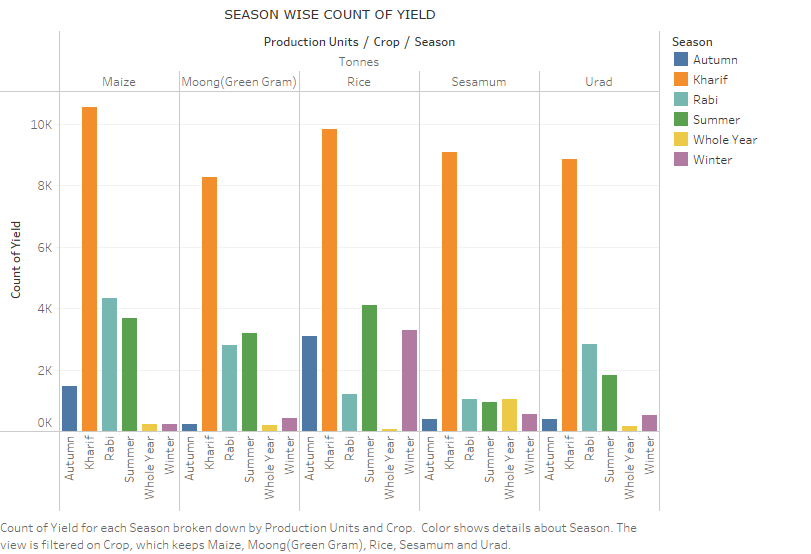 SEASON WISE COUNT OF YIELD
Production Units / Crop / Season
Tonnes
Maize Moong(Green Gram) Rice Sesamum Urad
Season
Autumn
Kharif
Rabi
Summer
Whole Year
Winter
Count of Yield
10K
8K
6K
4K
2K
0K
Autumn Kharif Rabi Summer Whole Year Winter Autumn Kharif Rabi Summer Whole Year Winter Autumn Kharif Rabi Summer Whole Year Winter Autumn Kharif Rabi Summer Whole Year Winter Autumn Kharif Rabi Summer Whole Year Winter
Count of Yield for each Season broken down by Production Units and Crop. Color shows details about Season. The
view is filtered on Crop, which keeps Maize, Moong(Green Gram), Rice, Sesamum and Urad.